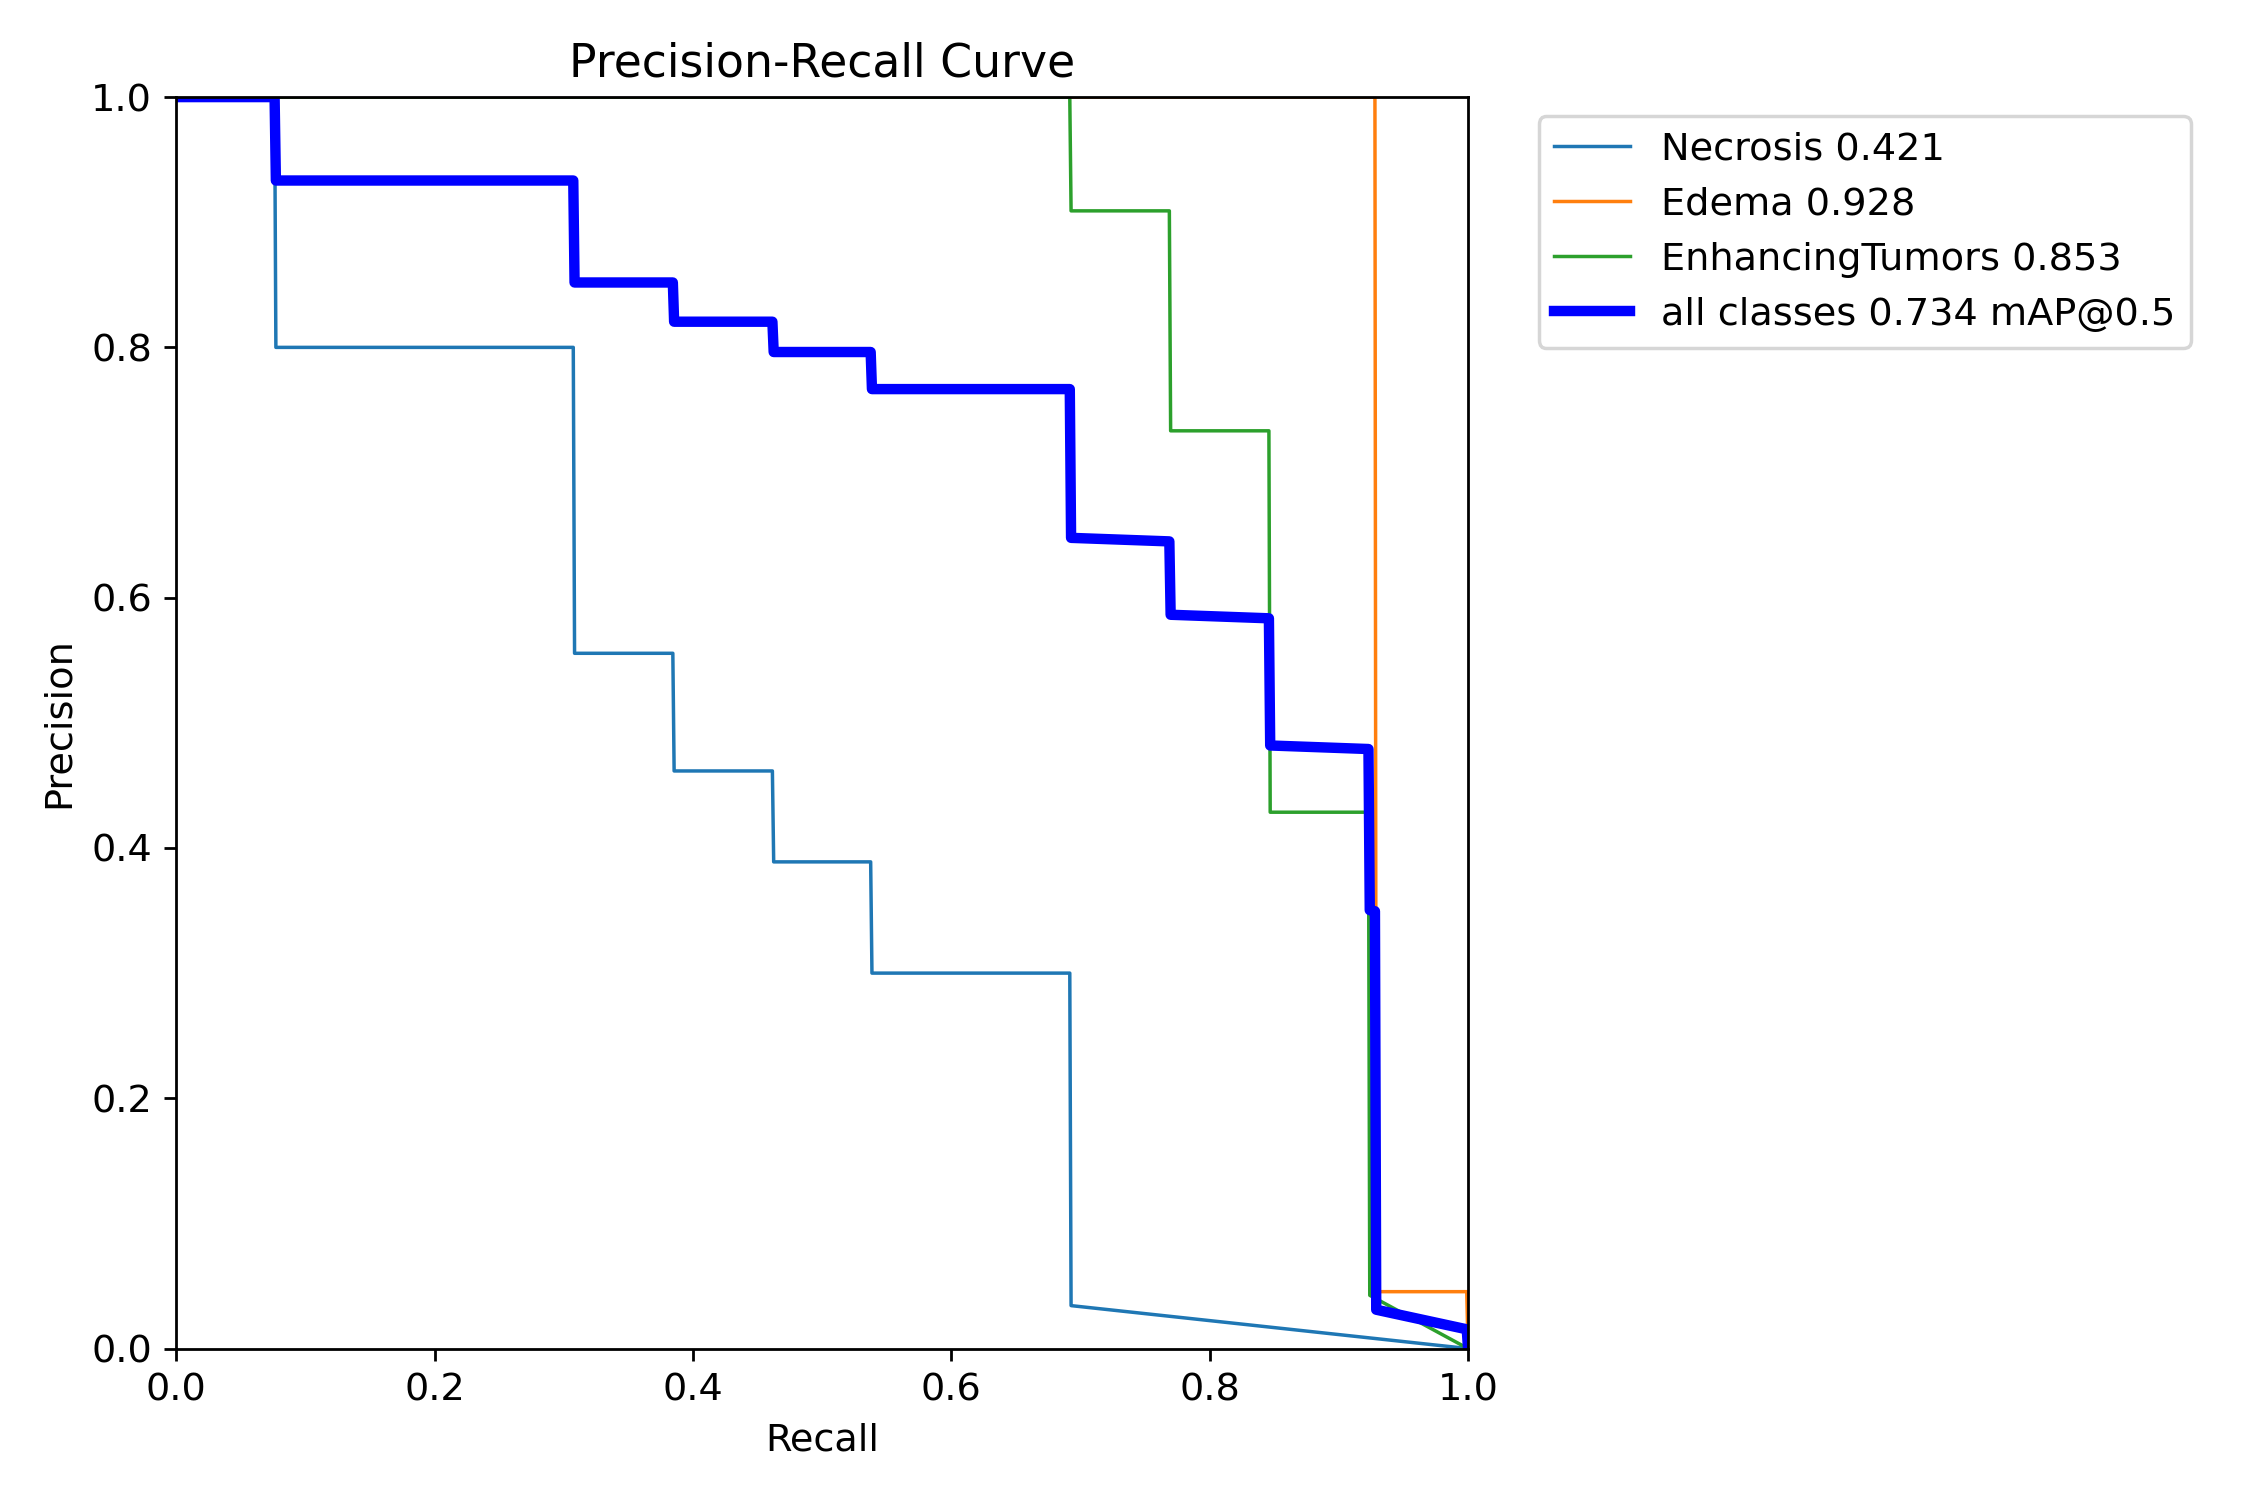 Precision-Recall Curve
1.0
0.8
0.6
0.4
0.2
0.0
Precision
0.0 0.2 0.4 0.6 0.8 1.0
Recall
Necrosis 0.421
Edema 0.928
EnhancingTumors 0.853
all classes 0.734 mAP@0.5